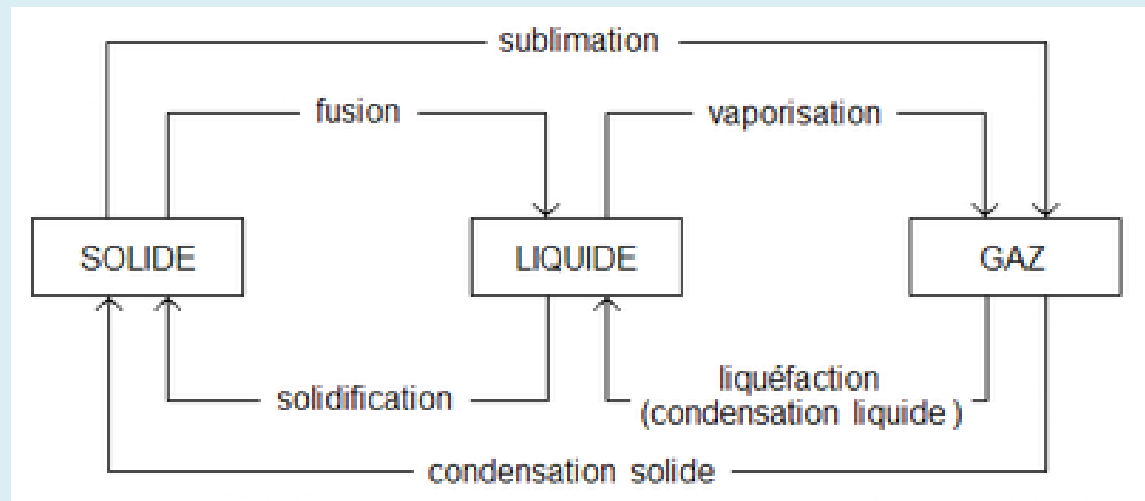 sublimation
fusion
vaporisation
SOLIDE
LIQUIDE
GAZ
solidification
liquéfaction
(condensation liquide)
condensation solide